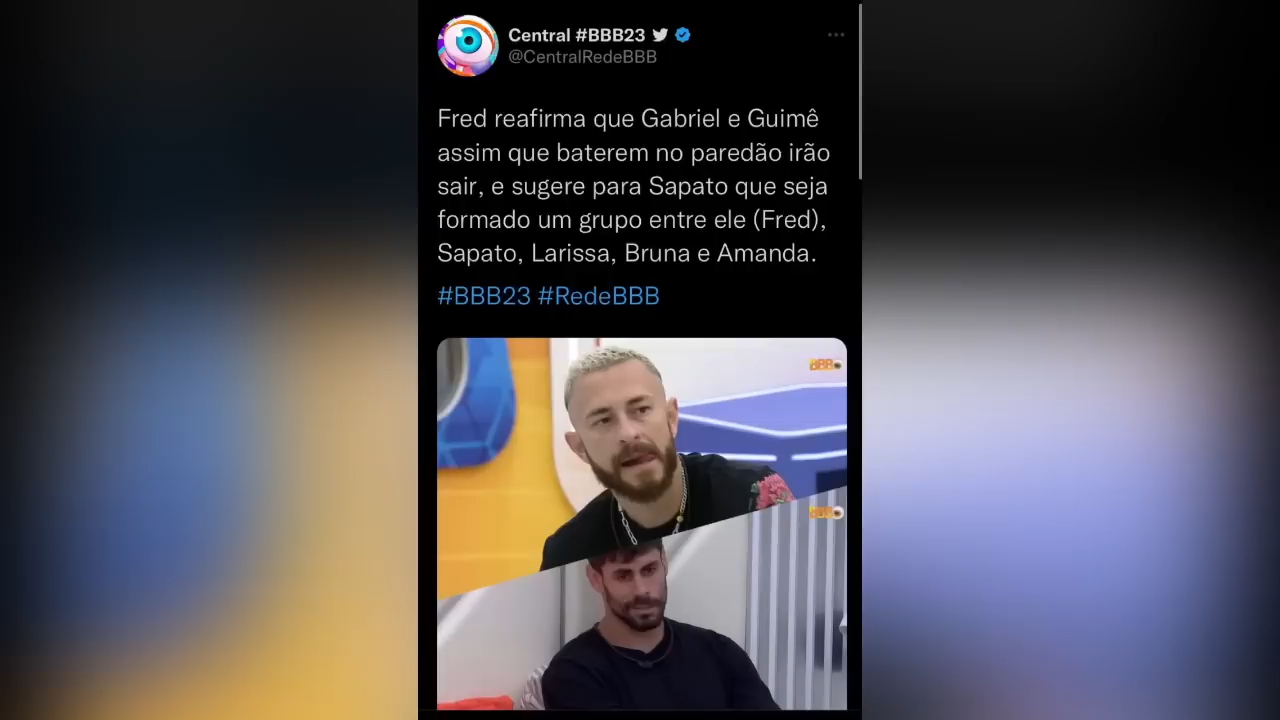 Central #BBB23
@CentralRedeBBB
Fred reafirma que Gabriel e Guimê
assim que baterem no paredão irão
sair, e sugere para Sapato que seja
formado um grupo entre ele (Fred),
Sapato, Larissa, Bruna e Amanda.
#BBB23 #RedeBBB
BBB
BBB